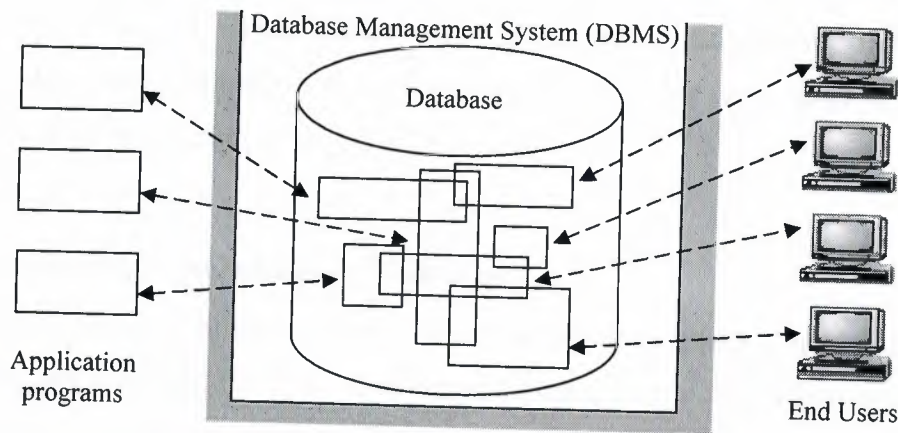 Database Management System (DBMS)
Database
Application
programs
End Users